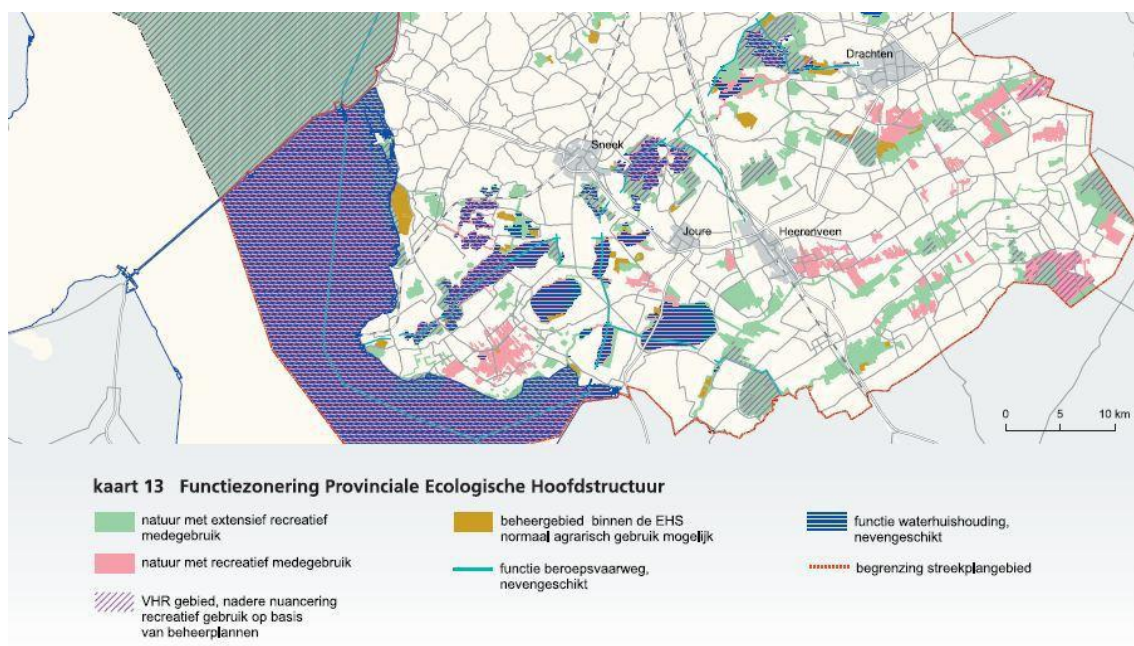 Drachten
Sneek
Joure
Heerenveen
0 5 10 km
kaart 13 Functiezonering Provinciale Ecologische Hoofdstructuur
natuur met extensief recreatief
medegebruik
natuur met recreatief medegebruik
VHR gebied, nadere nuancering
recreatief gebruik op basis
van beheerplannen
beheergebied binnen de EHS
normaal agrarisch gebruik mogelijk
functie beroepsvaarweg,
nevengeschikt
functie waterhuishouding,
nevengeschikt
begrenzing streekplangebied